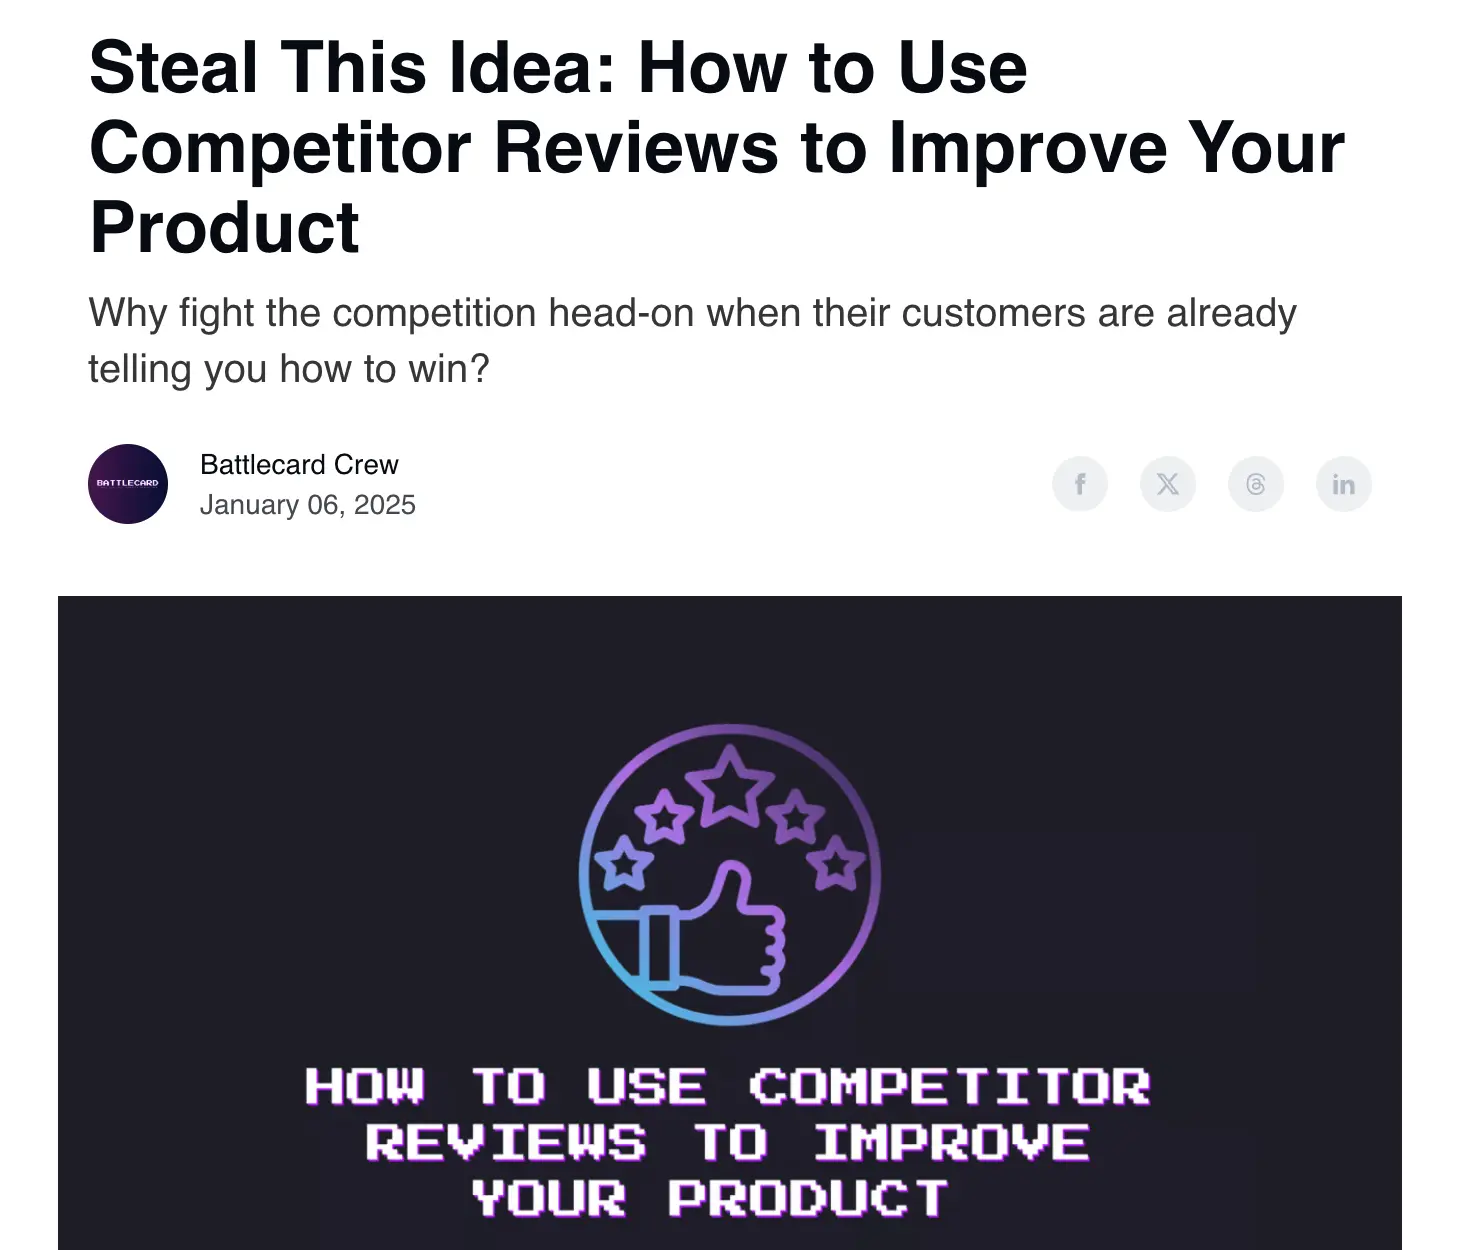 Steal This Idea: How to Use
Competitor Reviews to Improve Your
Product
Why fight the competition head-on when their customers are already
telling you how to win?
BATTLECARD
Battlecard Crew
January 06, 2025
HOW TO USE COMPETITOR
REVIEWS TO IMPROVE
YOUR PRODUCT